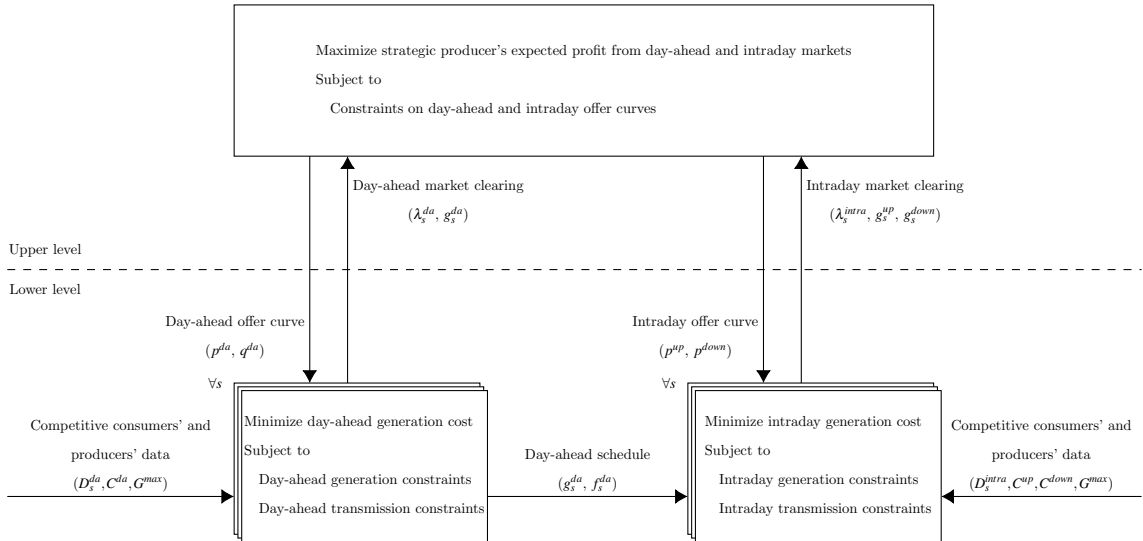 Maximize strategic producer's expected profit from day-ahead and intraday markets
Subject to
Constraints on day-ahead and intraday offer curves
Day-ahead market clearing
(λ_s^{da}, g_s^{da})
Intraday market clearing
(λ_s^{intra}, g_s^{up}, g_s^{down})
Upper level
Lower level
Day-ahead offer curve
(p^{da}, q^{da})
Intraday offer curve
(p^{up}, p^{down})
∀s
∀s
Competitive consumers' and
producers' data
(D_s^{da},C^{da},G^{max})
Minimize day-ahead generation cost
Subject to
Day-ahead generation constraints
Day-ahead transmission constraints
Day-ahead schedule
(g_s^{da}, f_s^{da})
Minimize intraday generation cost
Subject to
Intraday generation constraints
Intraday transmission constraints
Competitive consumers' and
producers' data
(D_s^{intra},C^{up},C^{down},G^{max})